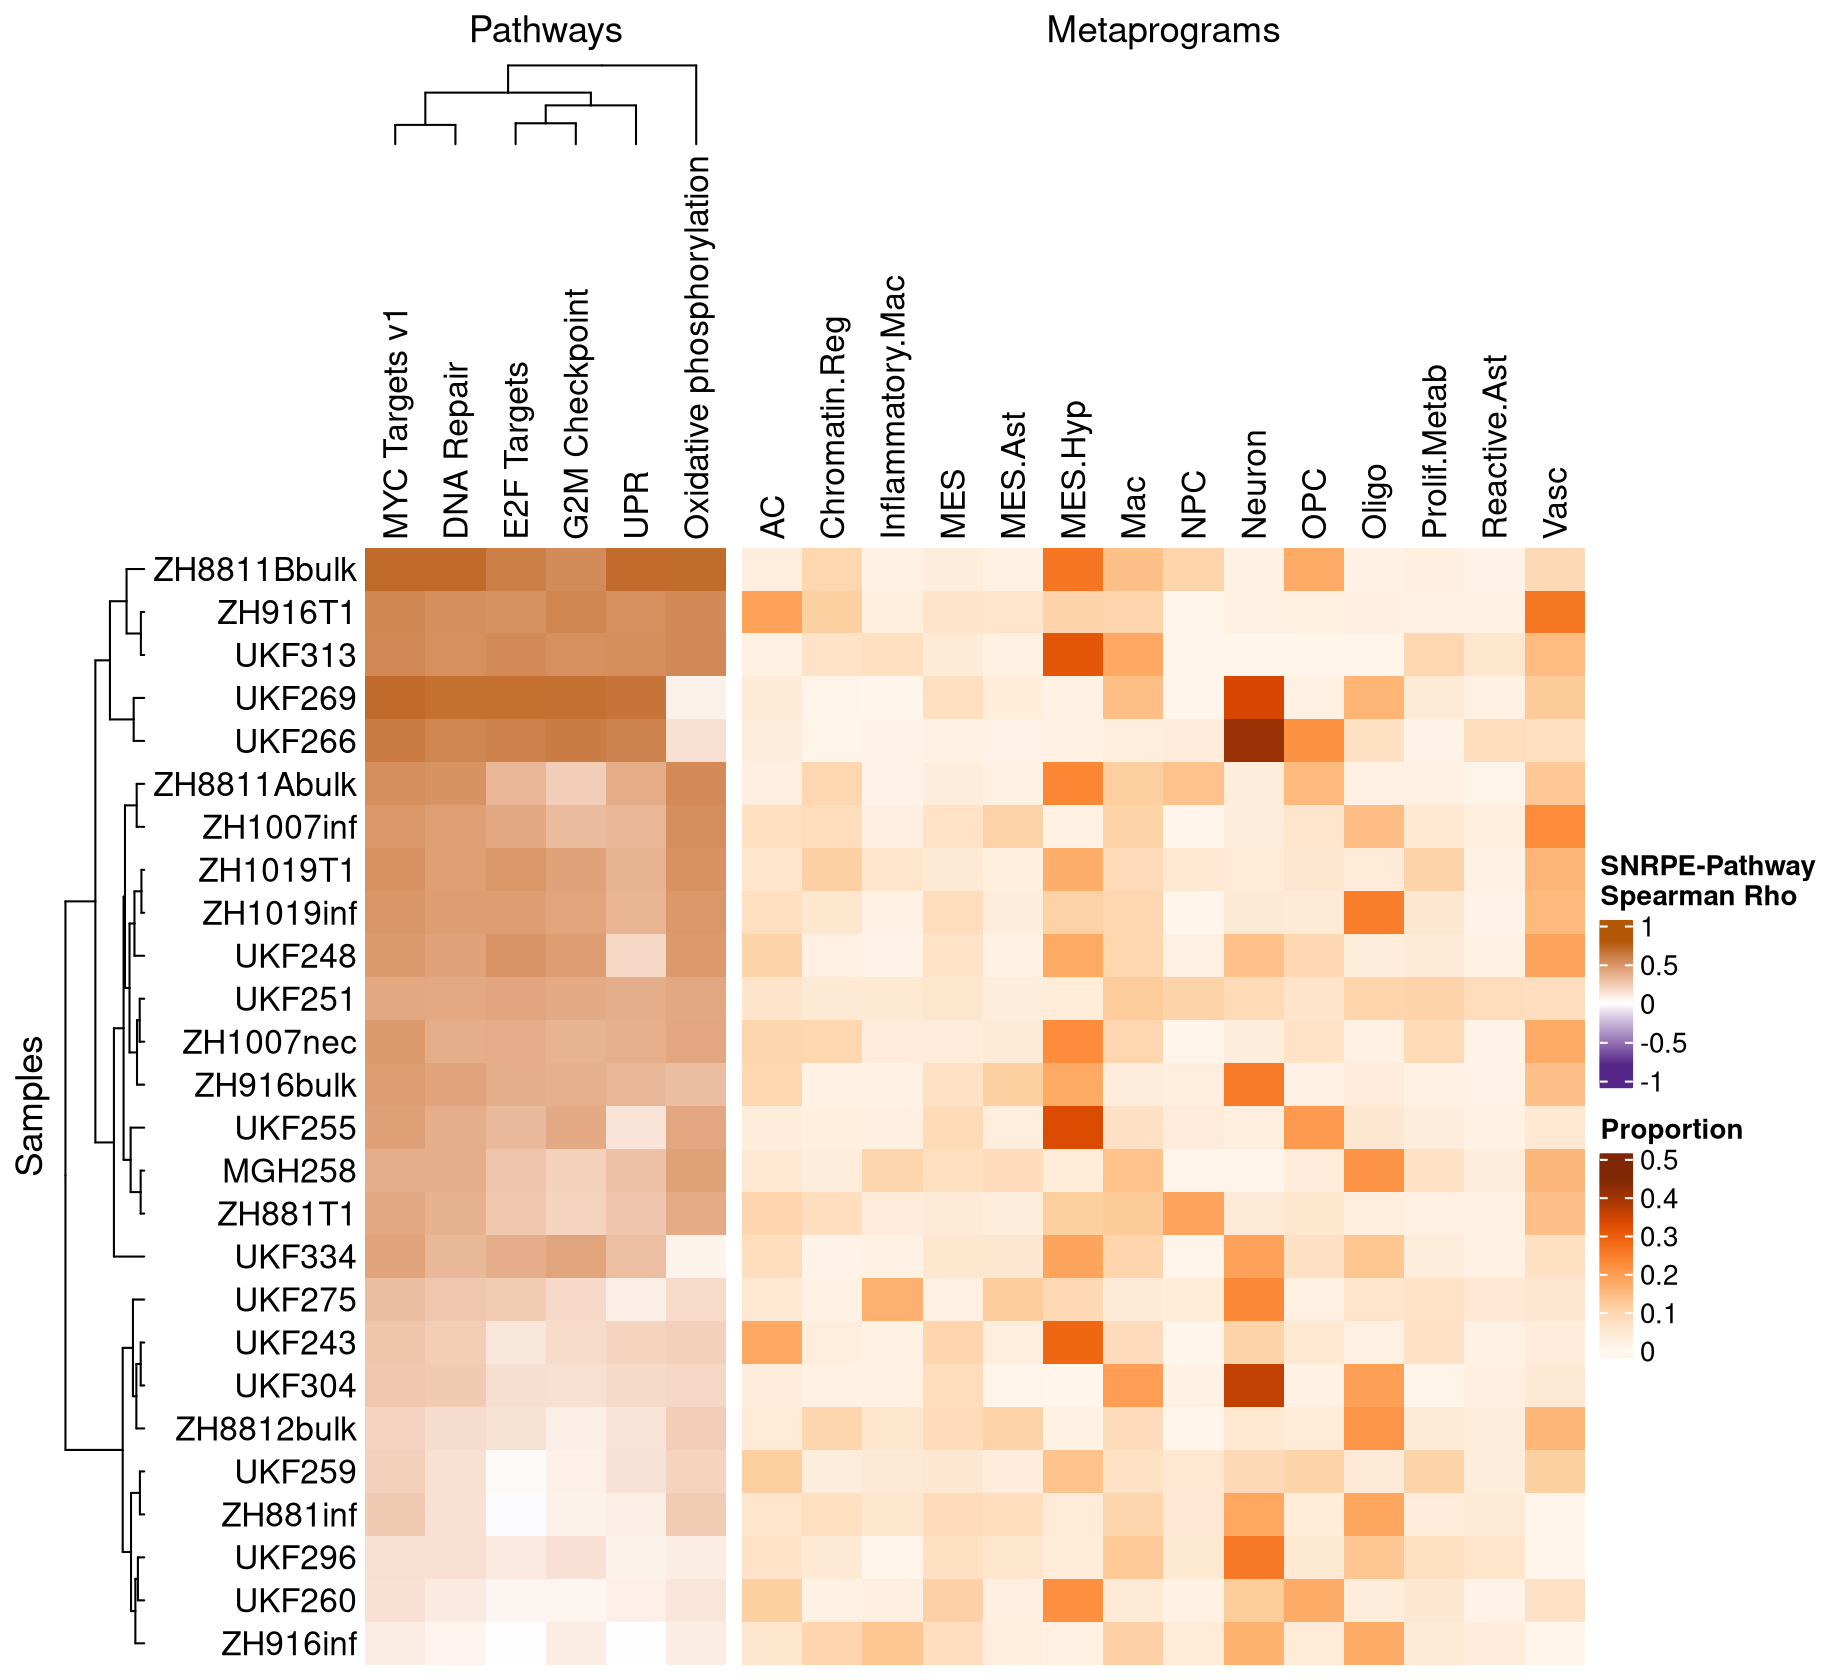 Pathways
Metaprograms
MYC Targets v1
DNA Repair
E2F Targets
G2M Checkpoint
UPR
Oxidative phosphorylation
AC
Chromatin.Reg
Inflammatory.Mac
MES
MES.Ast
MES.Hyp
Mac
NPC
Neuron
OPC
Oligo
Prolif.Metab
Reactive.Ast
Vasc
Samples
ZH8811Bbulk
ZH916T1
UKF313
UKF269
UKF266
ZH8811Abulk
ZH1007inf
ZH1019T1
ZH1019inf
UKF248
UKF251
ZH1007nec
ZH916bulk
UKF255
MGH258
ZH881T1
UKF334
UKF275
UKF243
UKF304
ZH8812bulk
UKF259
ZH881inf
UKF296
UKF260
ZH916inf
SNRPE-Pathway
Spearman Rho
1
0.5
0
-0.5
-1
Proportion
0.5
0.4
0.3
0.2
0.1
0